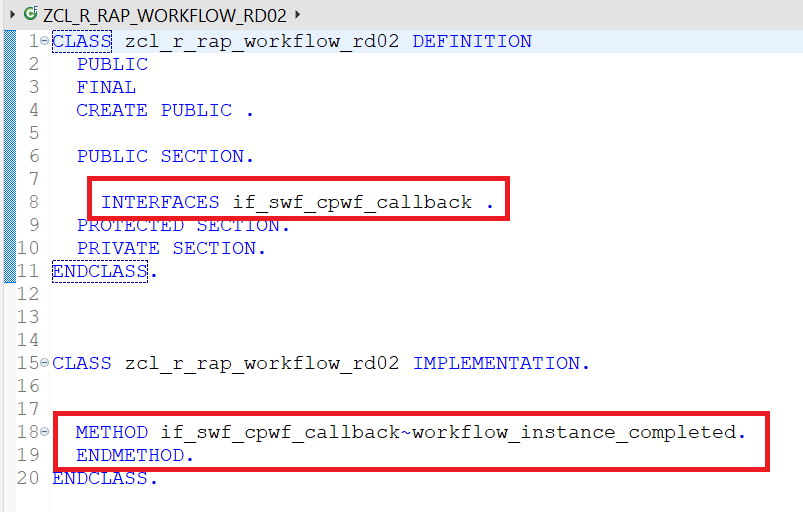 ZCL_R_RAP_WORKFLOW_RD02
1 CLASS zcl_r_rap_workflow_rd02 DEFINITION
2   PUBLIC
3   FINAL
4   CREATE PUBLIC .
5
6   PUBLIC SECTION.
7
8     INTERFACES if_swf_cpwf_callback .
9   PROTECTED SECTION.
10   PRIVATE SECTION.
11 ENDCLASS.
12
13
14
15 CLASS zcl_r_rap_workflow_rd02 IMPLEMENTATION.
16
17
18   METHOD if_swf_cpwf_callback~workflow_instance_completed.
19   ENDMETHOD.
20 ENDCLASS.